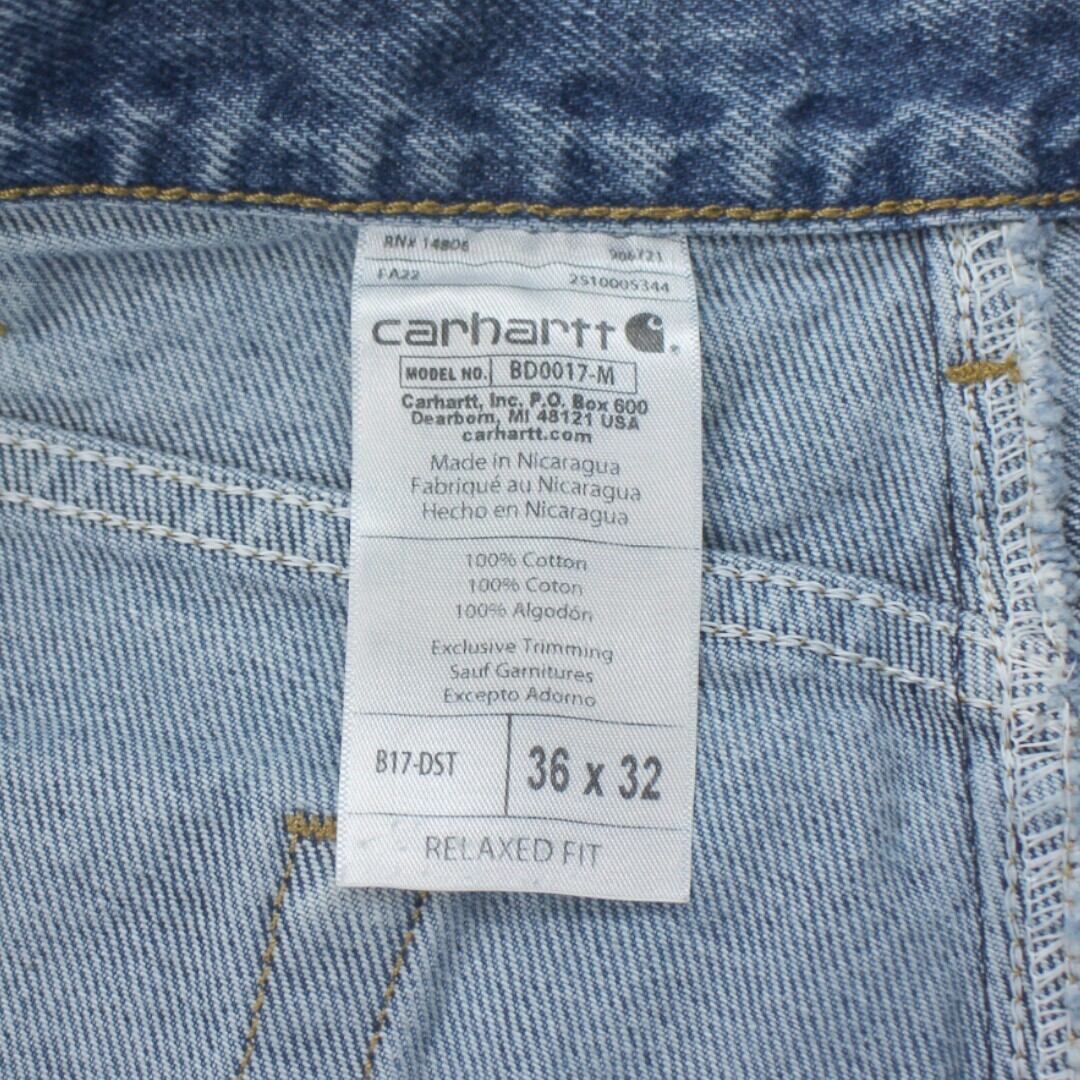 RN# 14806
FA22 2510005344
carhartt
MODEL NO. BD0017-M
Carhartt, Inc. P.O. Box 600
Dearborn, MI 48121 USA
carhartt.com
Made in Nicaragua
Fabriqué au Nicaragua
Hecho en Nicaragua
100% Cotton
100% Coton
100% Algodón
Exclusive Trimming
Sauf Garnitures
Excepto Adorno
B17-DST 36 x 32
RELAXED FIT